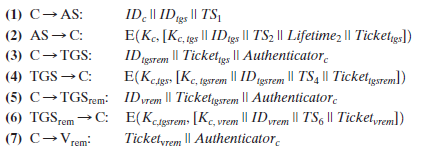 (1) C → AS: ID_c || ID_tgs || TS_1
(2) AS → C: E(K_c, [K_c, tgs || ID_tgs || TS_2 || Lifetime_2 || Ticket_tgs])
(3) C → TGS: ID_tgsrem || Ticket_tgs || Authenticator_c
(4) TGS → C: E(K_c,tgs, [K_c, tgsrem || ID_tgsrem || TS_4 || Ticket_tgsrem])
(5) C → TGS_rem: ID_vrem || Ticket_tgsrem || Authenticator_c
(6) TGS_rem → C: E(K_c,tgsrem, [K_c, vrem || ID_vrem || TS_6 || Ticket_vrem])
(7) C → V_rem: Ticket_vrem || Authenticator_c